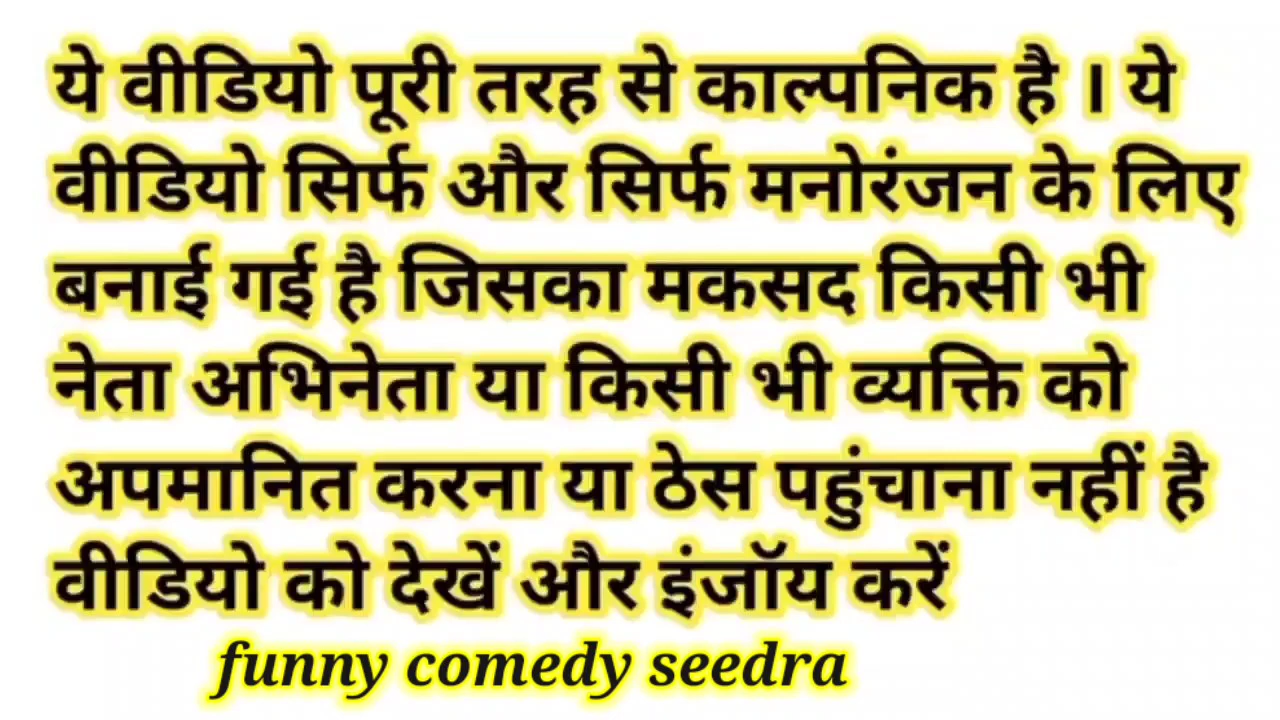 ये वीडियो पूरी तरह से काल्पनिक है । ये
वीडियो सिर्फ और सिर्फ मनोरंजन के लिए
बनाई गई है जिसका मकसद किसी भी
नेता अभिनेता या किसी भी व्यक्ति को
अपमानित करना या ठेस पहुंचाना नहीं है
वीडियो को देखें और इंजॉय करें
funny comedy seedra